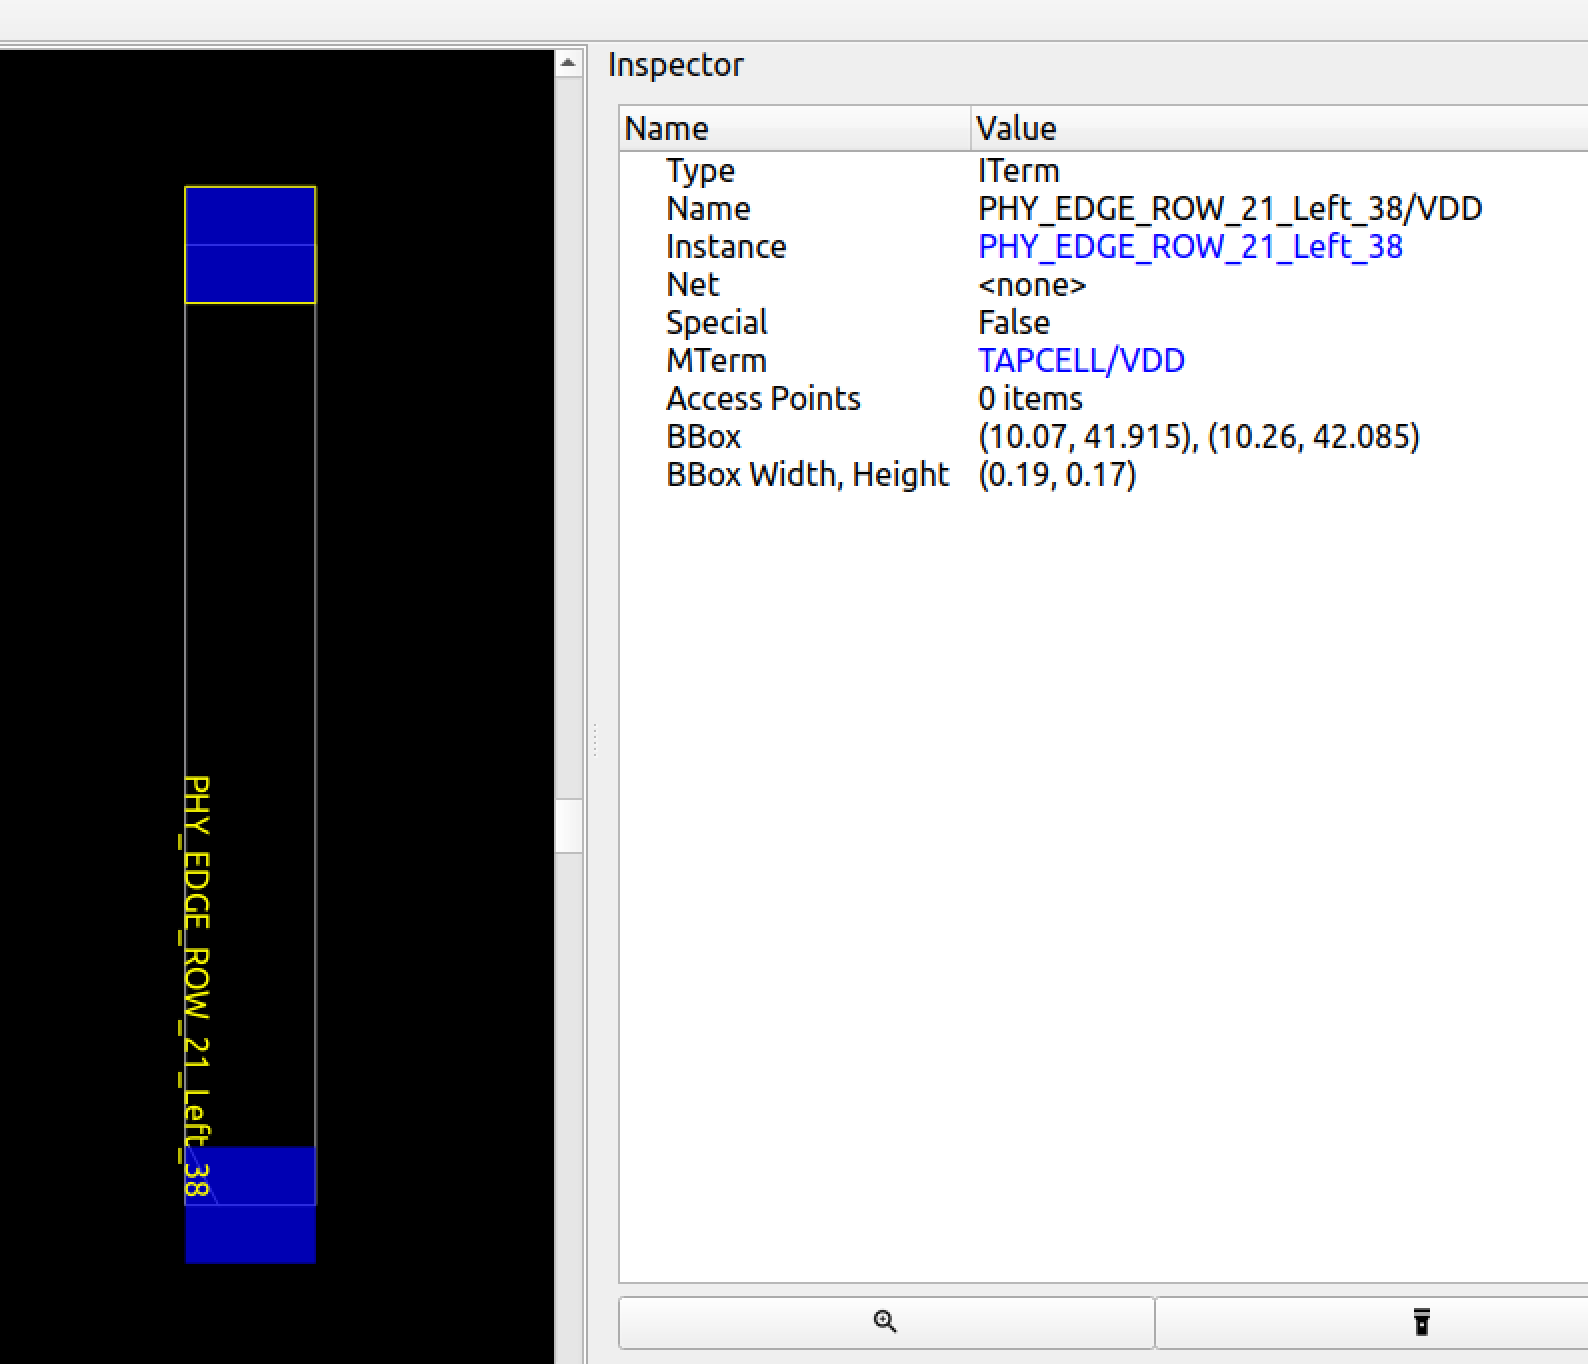 Inspector
Name Value
Type ITerm
Name PHY_EDGE_ROW_21_Left_38/VDD
Instance PHY_EDGE_ROW_21_Left_38
Net <none>
Special False
MTerm TAPCELL/VDD
Access Points 0 items
BBox (10.07, 41.915), (10.26, 42.085)
BBox Width, Height (0.19, 0.17)
PHY_EDGE_ROW_21_Left_38